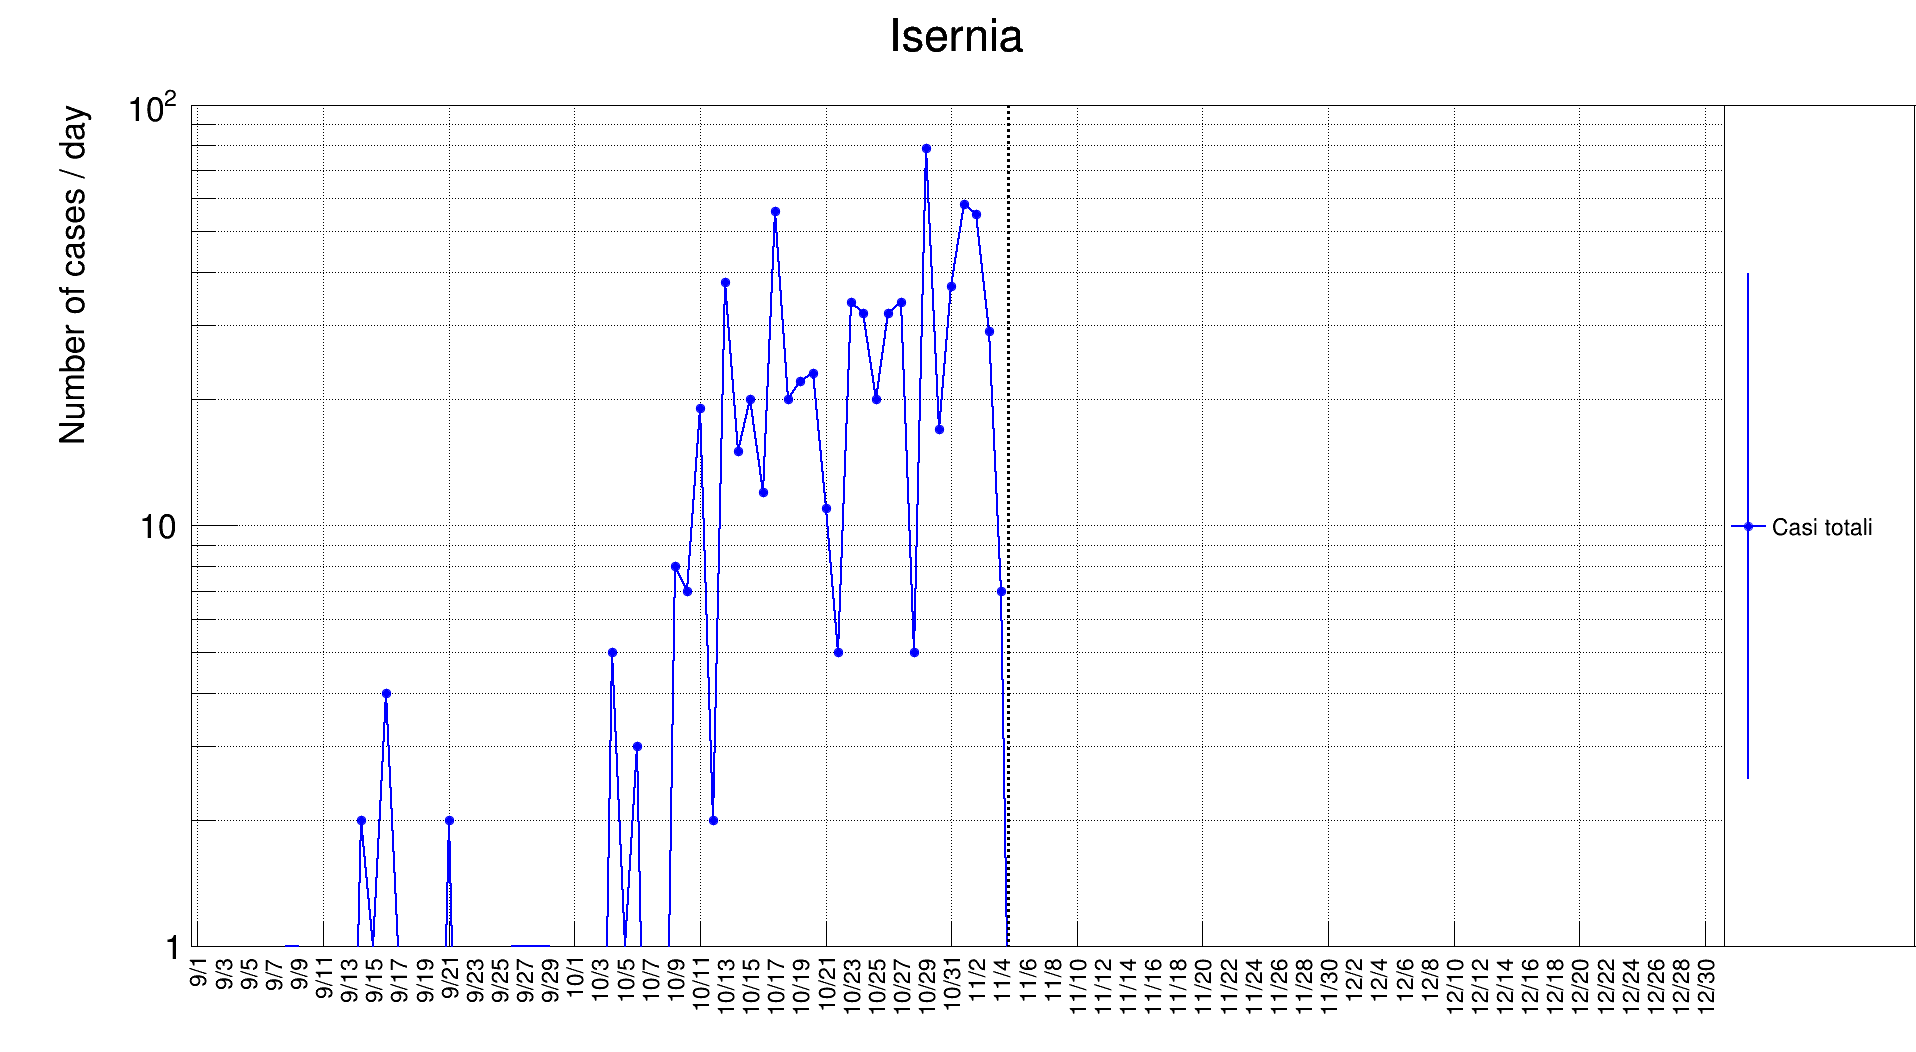 Isernia
Number of cases / day
10²
10
1
9/1 9/3 9/5 9/7 9/9 9/11 9/13 9/15 9/17 9/19 9/21 9/23 9/25 9/27 9/29 10/1 10/3 10/5 10/7 10/9 10/11 10/13 10/15 10/17 10/19 10/21 10/23 10/25 10/27 10/29 10/31 11/2 11/4 11/6 11/8 11/10 11/12 11/14 11/16 11/18 11/20 11/22 11/24 11/26 11/28 11/30 12/2 12/4 12/6 12/8 12/10 12/12 12/14 12/16 12/18 12/20 12/22 12/24 12/26 12/28 12/30
Casi totali